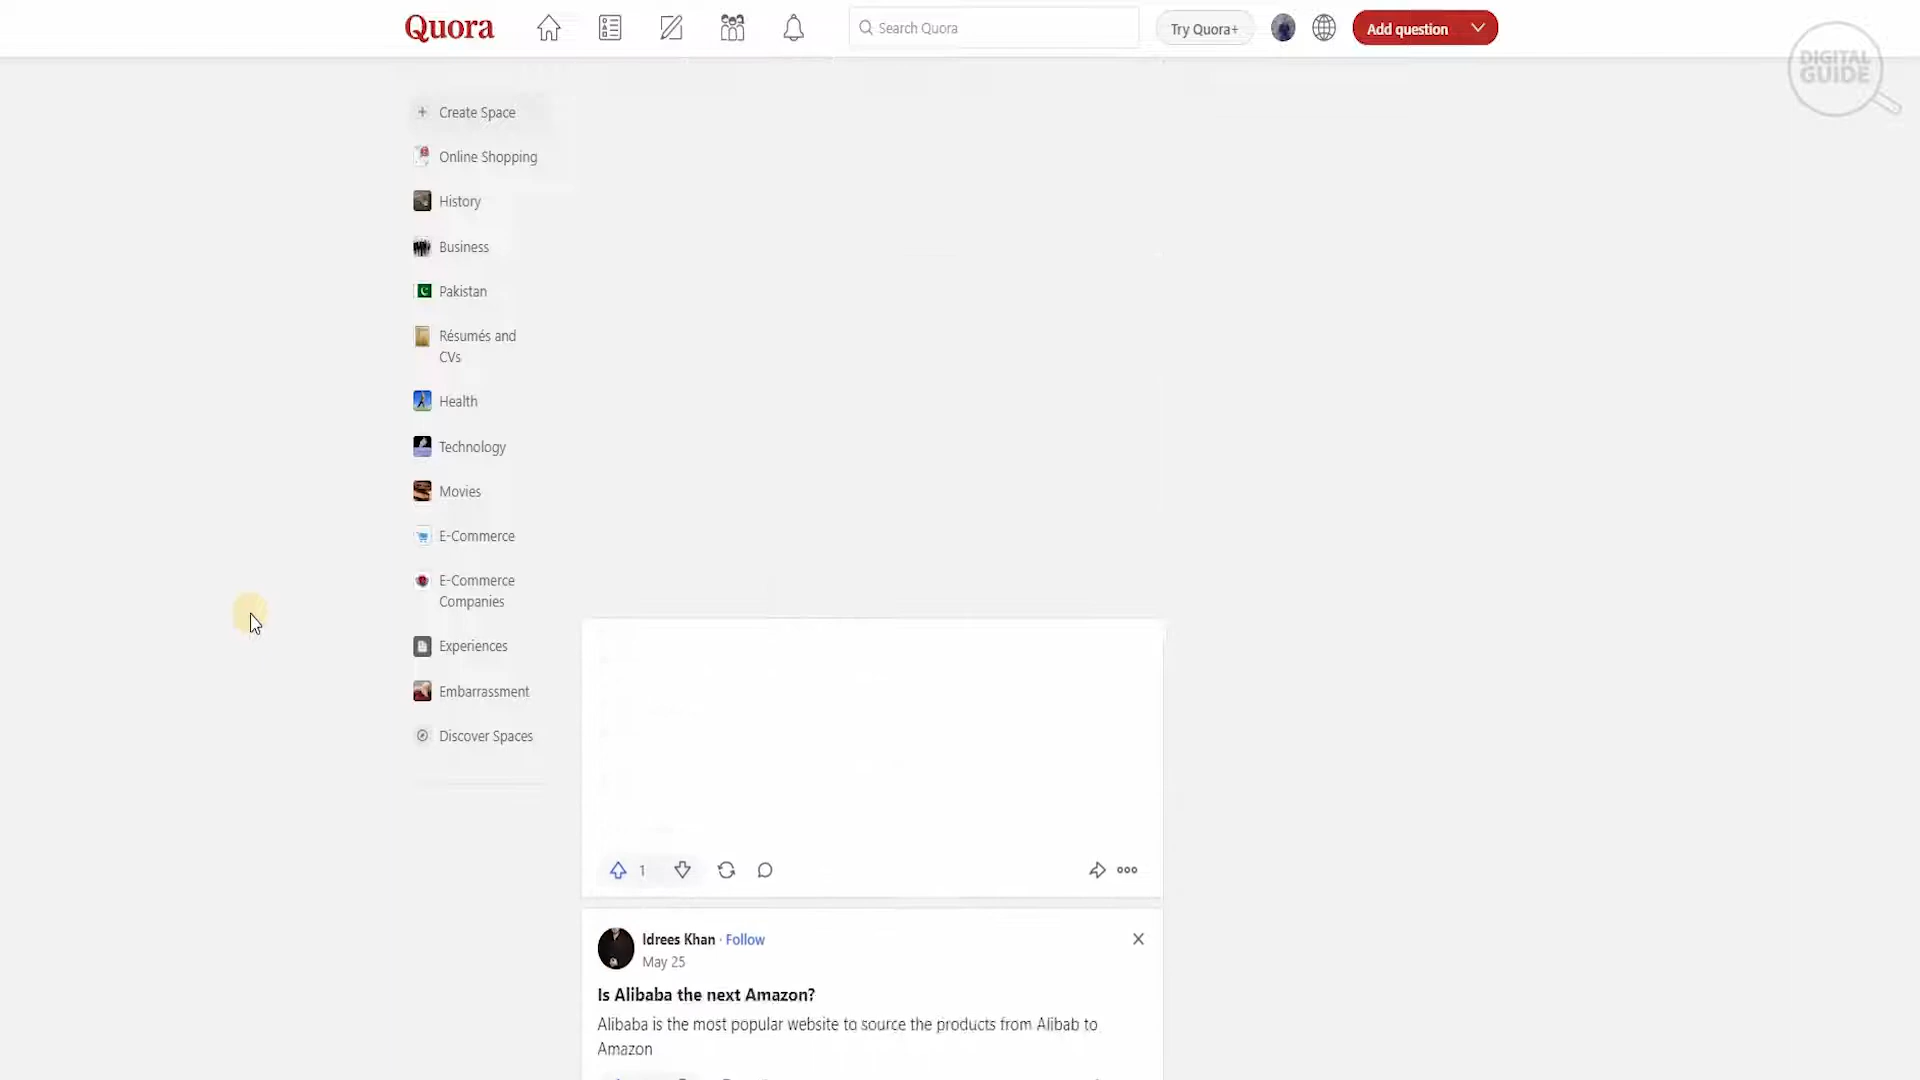 Quora
Search Quora
Try Quora+
Add question
DIGITAL
GUIDE
Create Space
Online Shopping
History
Business
Pakistan
Résumés and
CVs
Health
Technology
Movies
E-Commerce
E-Commerce
Companies
Experiences
Embarrassment
Discover Spaces
1
Idrees Khan · Follow
May 25
Is Alibaba the next Amazon?
Alibaba is the most popular website to source the products from Alibab to
Amazon